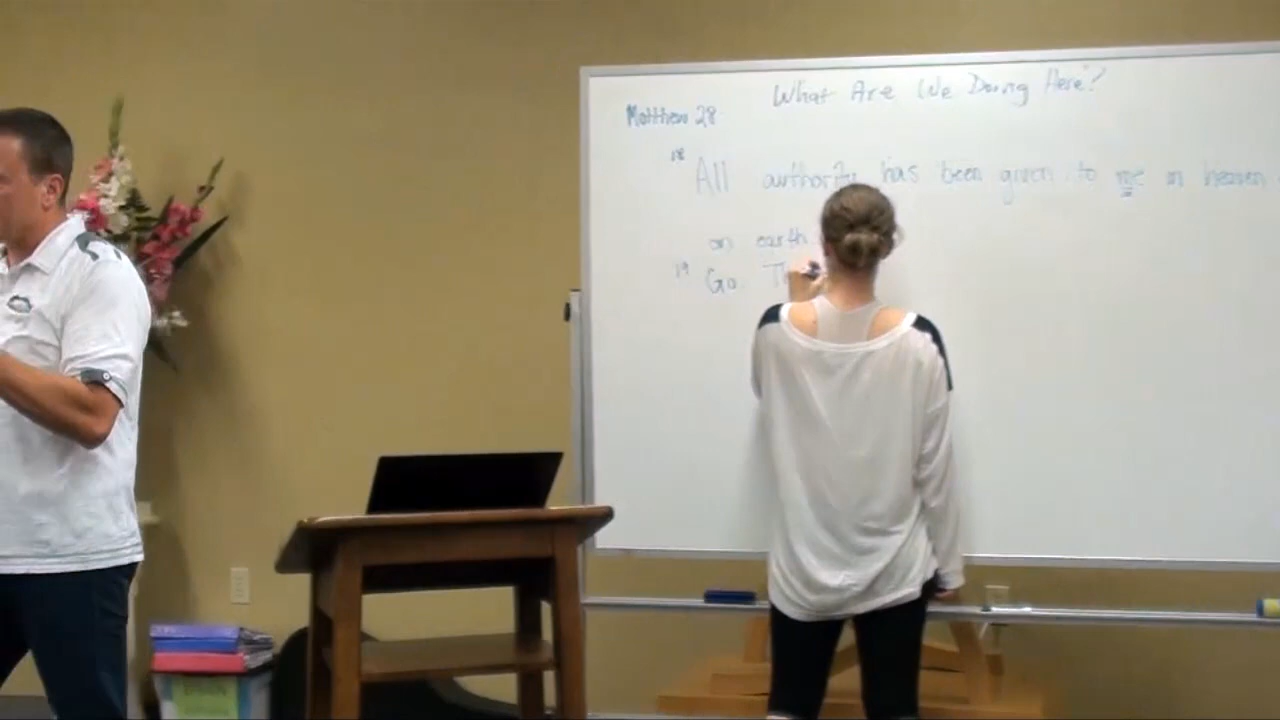 What Are We Doing Here?
Matthew 28
18 All authority has been given to me in heaven
on earth.
19 Go. Th